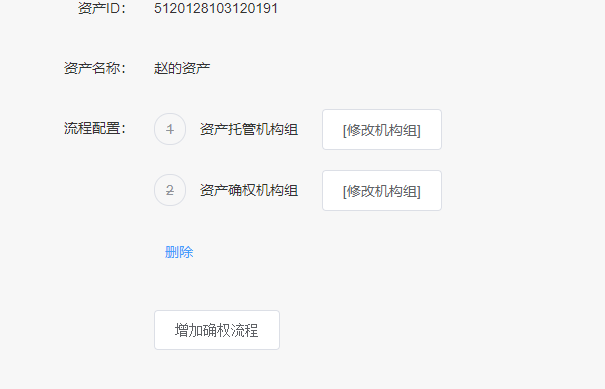 资产ID： 5120128103120191
资产名称： 赵的资产
流程配置： 1 资产托管机构组 [修改机构组]
2 资产确权机构组 [修改机构组]
删除
增加确权流程